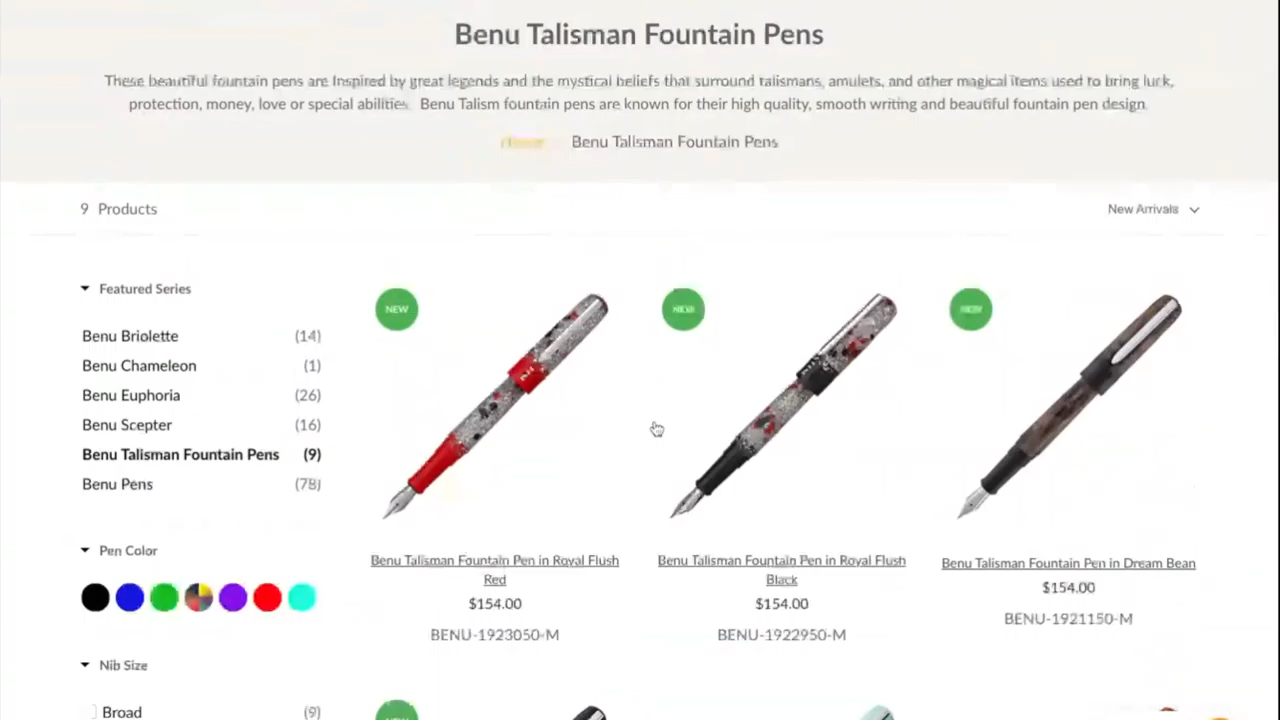 Benu Talisman Fountain Pens
These beautiful fountain pens are Inspired by great legends and the mystical beliefs that surround talismans, amulets, and other magical items used to bring luck,
protection, money, love or special abilities. Benu Talism fountain pens are known for their high quality, smooth writing and beautiful fountain pen design.
Benu Talisman Fountain Pens
9 Products
New Arrivals
Featured Series
Benu Briolette (14)
Benu Chameleon (1)
Benu Euphoria (26)
Benu Scepter (16)
Benu Talisman Fountain Pens (9)
Benu Pens (78)
Pen Color
Nib Size
Broad (9)
NEW
Benu Talisman Fountain Pen in Royal Flush
Red
$154.00
BENU-1923050-M
NEW
Benu Talisman Fountain Pen in Royal Flush
Black
$154.00
BENU-1922950-M
NEW
Benu Talisman Fountain Pen in Dream Bean
$154.00
BENU-1921150-M
NEW